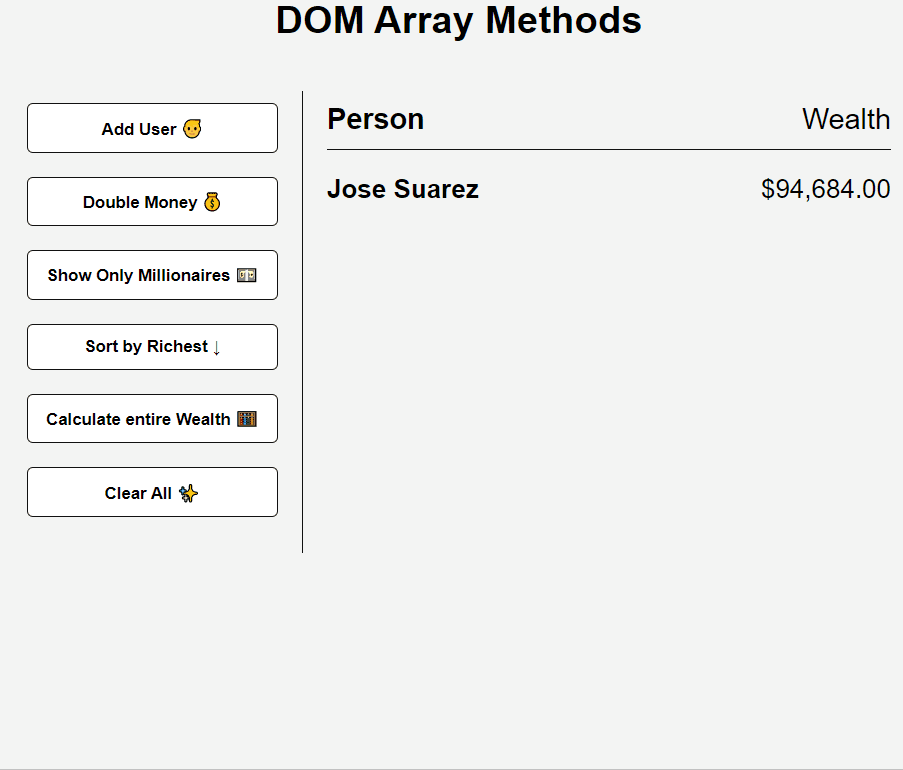 DOM Array Methods
Add User 👨
Double Money 💰
Show Only Millionaires 💵
Sort by Richest ↓
Calculate entire Wealth 🧮
Clear All ✨
Person Wealth
Jose Suarez $94,684.00